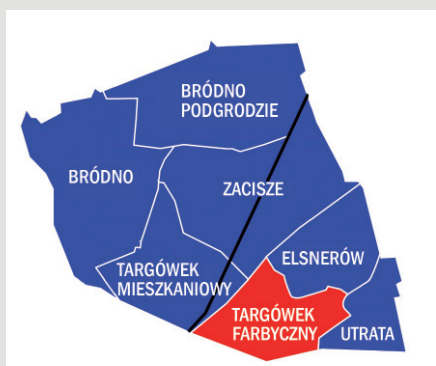 BRÓDNO
PODGRODZIE
BRÓDNO
ZACISZE
TARGÓWEK
MIESZKANIOWY
ELSNERÓW
TARGÓWEK
FARBYCZNY
UTRATA